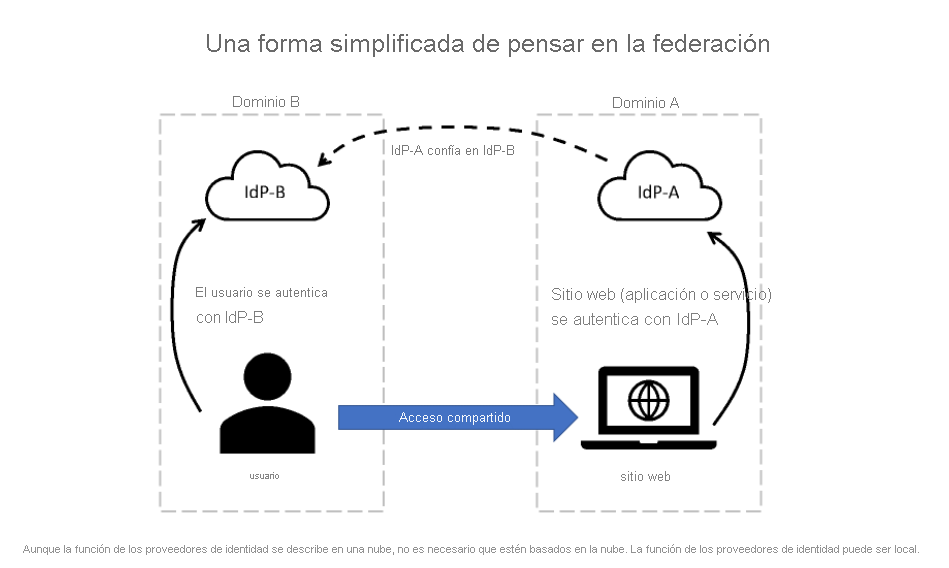 Una forma simplificada de pensar en la federación
Dominio B
Dominio A
IdP-A confía en IdP-B
IdP-B
IdP-A
El usuario se autentica
con IdP-B
Sitio web (aplicación o servicio)
se autentica con IdP-A
Acceso compartido
usuario
sitio web
Aunque la función de los proveedores de identidad se describe en una nube, no es necesario que estén basados en la nube. La función de los proveedores de identidad puede ser local.